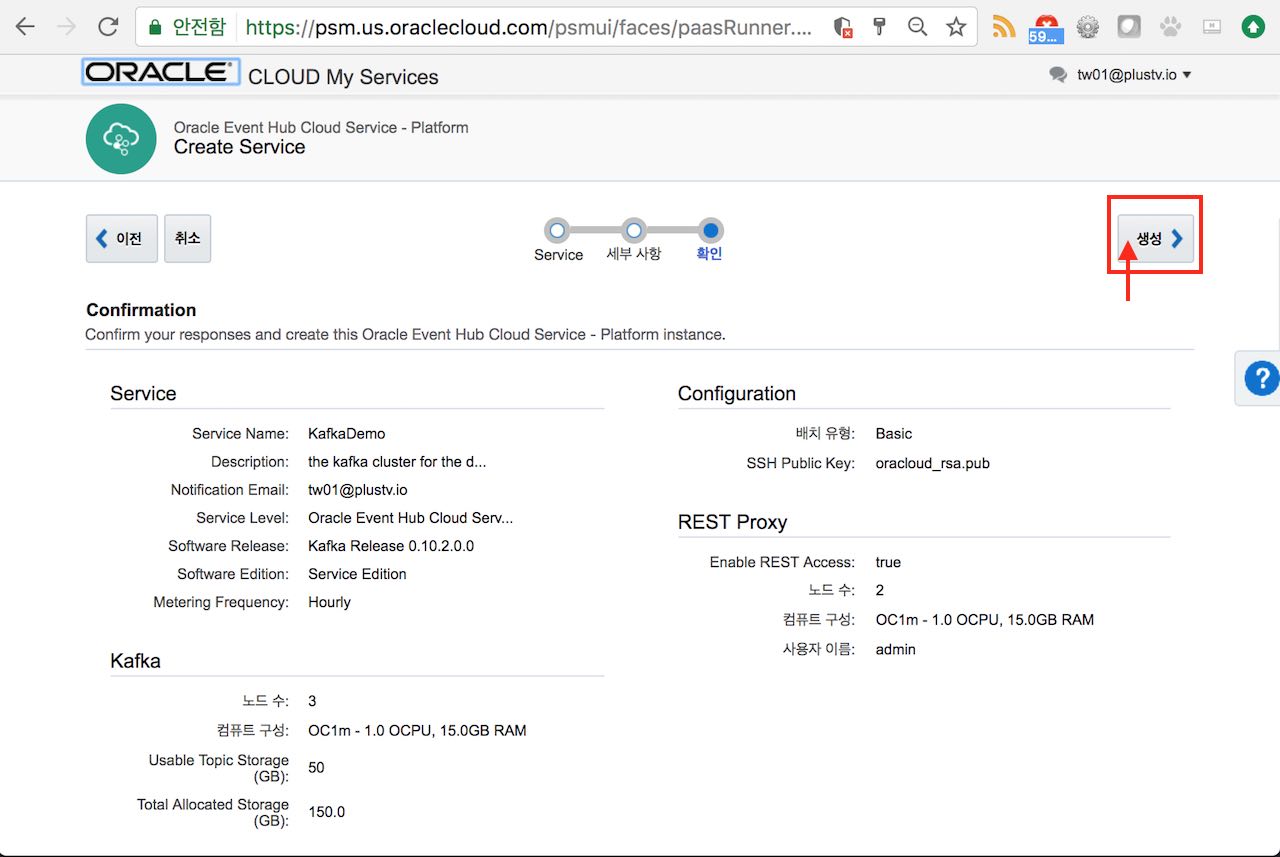 안전함 https://psm.us.oraclecloud.com/psmui/faces/paasRunner....
59...
ORACLE CLOUD My Services
tw01@plustv.io
Oracle Event Hub Cloud Service - Platform
Create Service
이전 취소
Service 세부 사항 확인
생성
Confirmation
Confirm your responses and create this Oracle Event Hub Cloud Service - Platform instance.
Service
Service Name: KafkaDemo
Description: the kafka cluster for the d...
Notification Email: tw01@plustv.io
Service Level: Oracle Event Hub Cloud Serv...
Software Release: Kafka Release 0.10.2.0.0
Software Edition: Service Edition
Metering Frequency: Hourly
Kafka
노드 수: 3
컴퓨트 구성: OC1m - 1.0 OCPU, 15.0GB RAM
Usable Topic Storage
(GB): 50
Total Allocated Storage
(GB): 150.0
Configuration
배치 유형: Basic
SSH Public Key: oracloud_rsa.pub
REST Proxy
Enable REST Access: true
노드 수: 2
컴퓨트 구성: OC1m - 1.0 OCPU, 15.0GB RAM
사용자 이름: admin
?